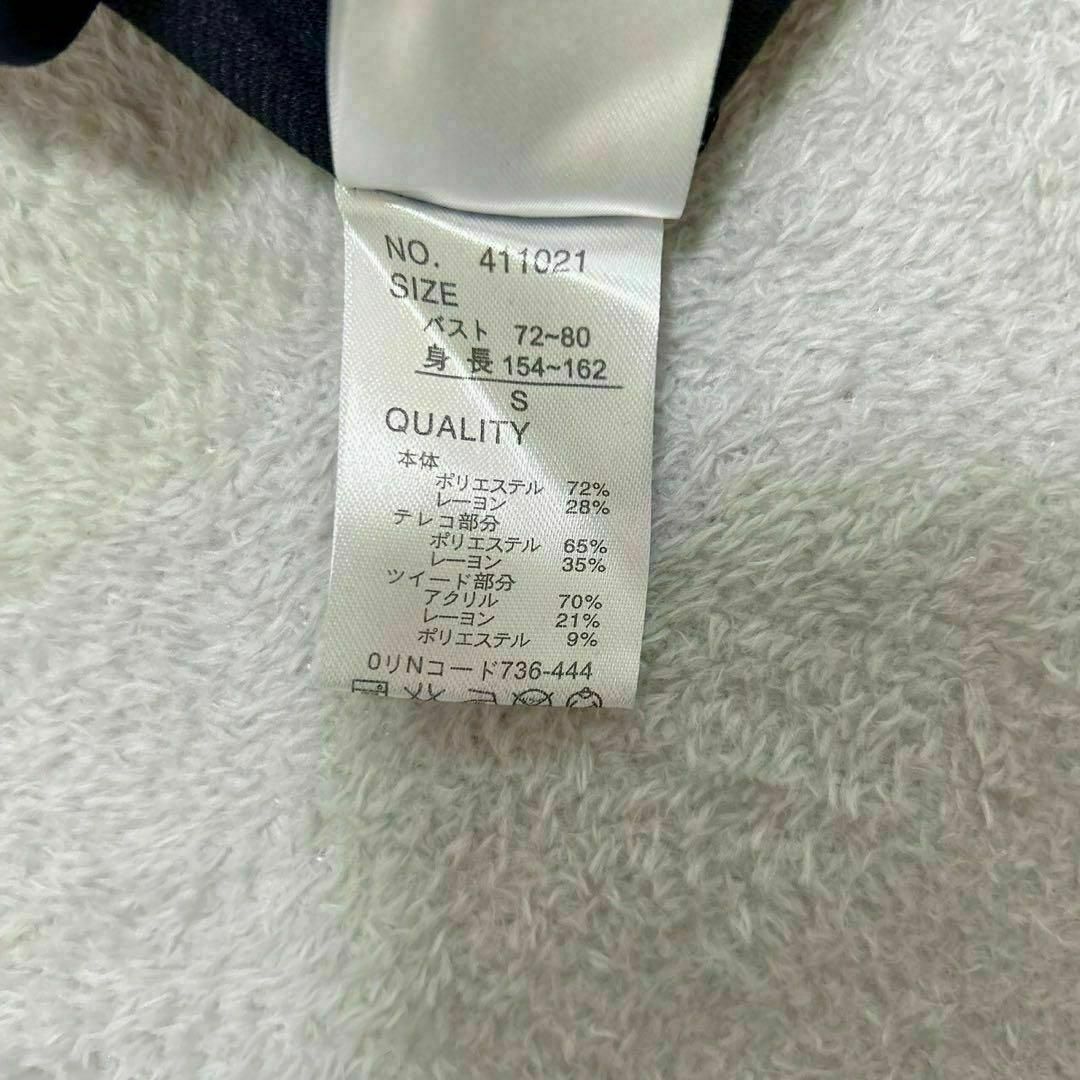 NO. 411021
SIZE
バスト 72~80
身 長 154~162
S
QUALITY
本体
ポリエステル 72%
レーヨン 28%
テレコ部分
ポリエステル 65%
レーヨン 35%
ツイード部分
アクリル 70%
レーヨン 21%
ポリエステル 9%
0リNコード736-444